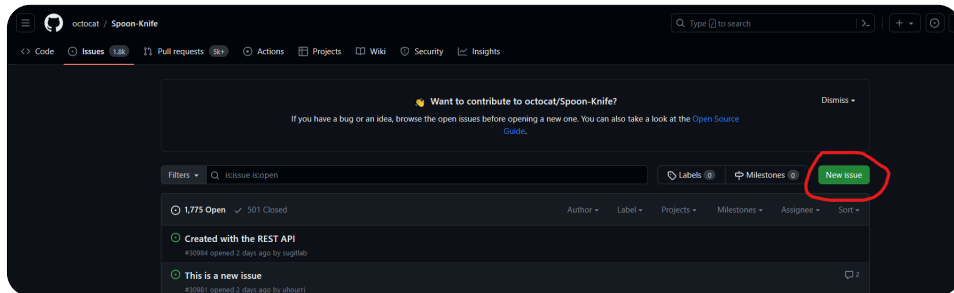 octocat / Spoon-Knife
Type / to search
Code Issues 1.8k Pull requests 5k+ Actions Projects Wiki Security Insights
Want to contribute to octocat/Spoon-Knife?
Dismiss
If you have a bug or an idea, browse the open issues before opening a new one. You can also take a look at the Open Source
Guide.
Filters is:issue is:open Labels 0 Milestones 0 New issue
1,775 Open 501 Closed Author Label Projects Milestones Assignee Sort
Created with the REST API
#30984 opened 2 days ago by sugitlab
This is a new issue 2
#30981 opened 2 days ago by uhourri